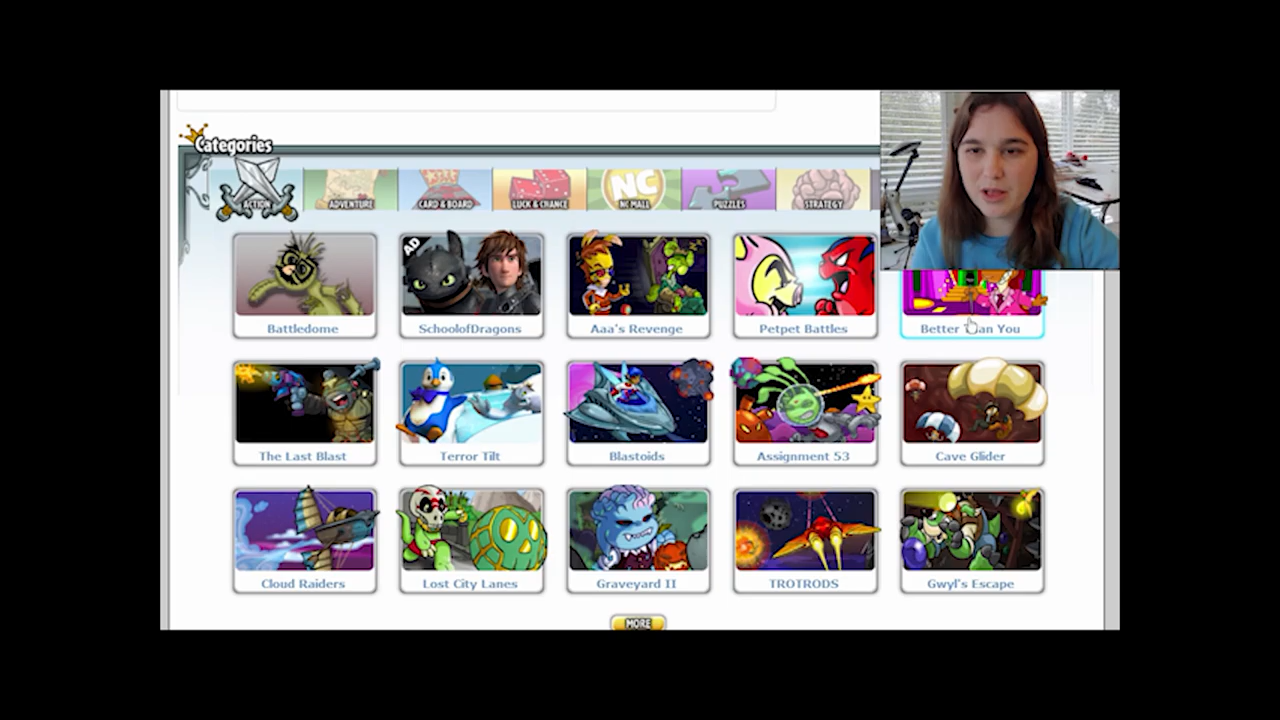 Categories
ACTION ADVENTURE CARD & BOARD LUCK & CHANCE NC NC MALL PUZZLES STRATEGY
AD
Battledome SchoolofDragons Aaa's Revenge Petpet Battles Better Than You
The Last Blast Terror Tilt Blastoids Assignment 53 Cave Glider
Cloud Raiders Lost City Lanes Graveyard II TROTRODS Gwyl's Escape
MORE